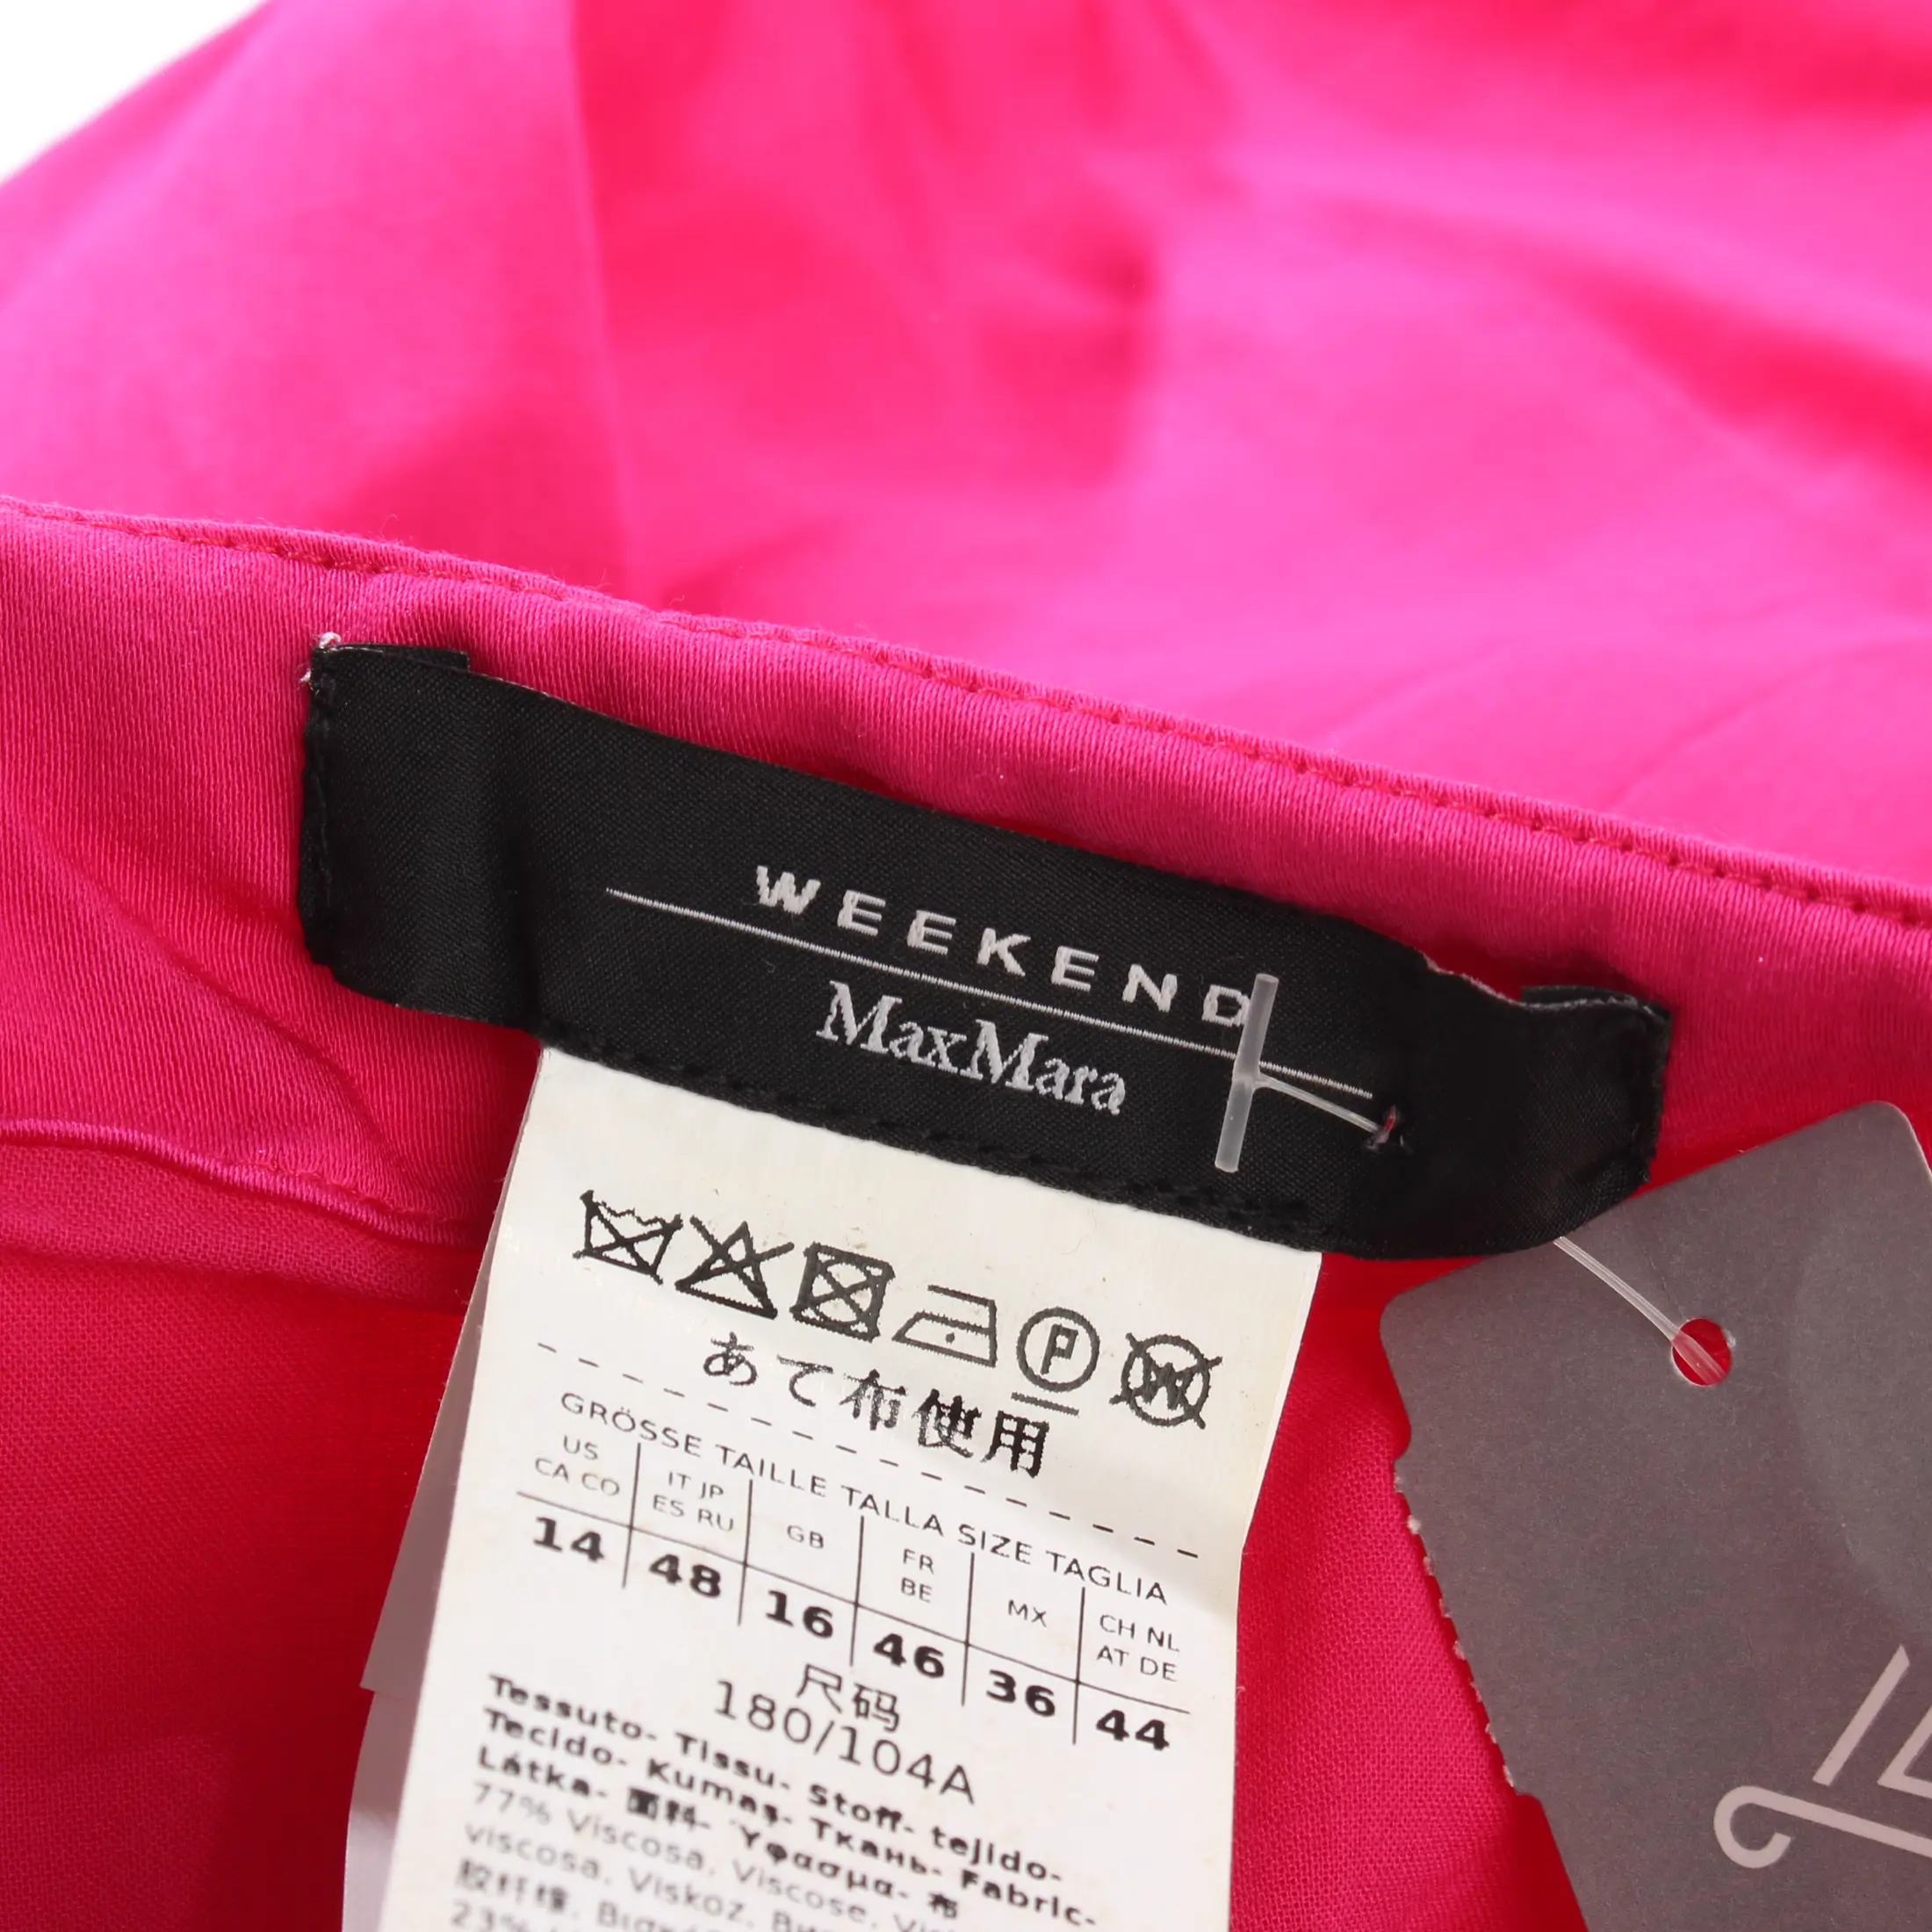 WEEKEND
MaxMara
P
W
あて布使用
GRÖSSE TAILLE TALLA SIZE TAGLIA
US CA CO
IT JP ES RU
GB
FR BE
MX
CH NL AT DE
14 48 16 46 36 44
尺码
180/104A
Tessuto- Tissu- Stoff- tejido-
Tecido- Kumaş- Ткань- Fabric-
Látka- 面料- Ύφασμα- 布
77% Viscosa, Viscose,
viscosa, Viskoz,
23%